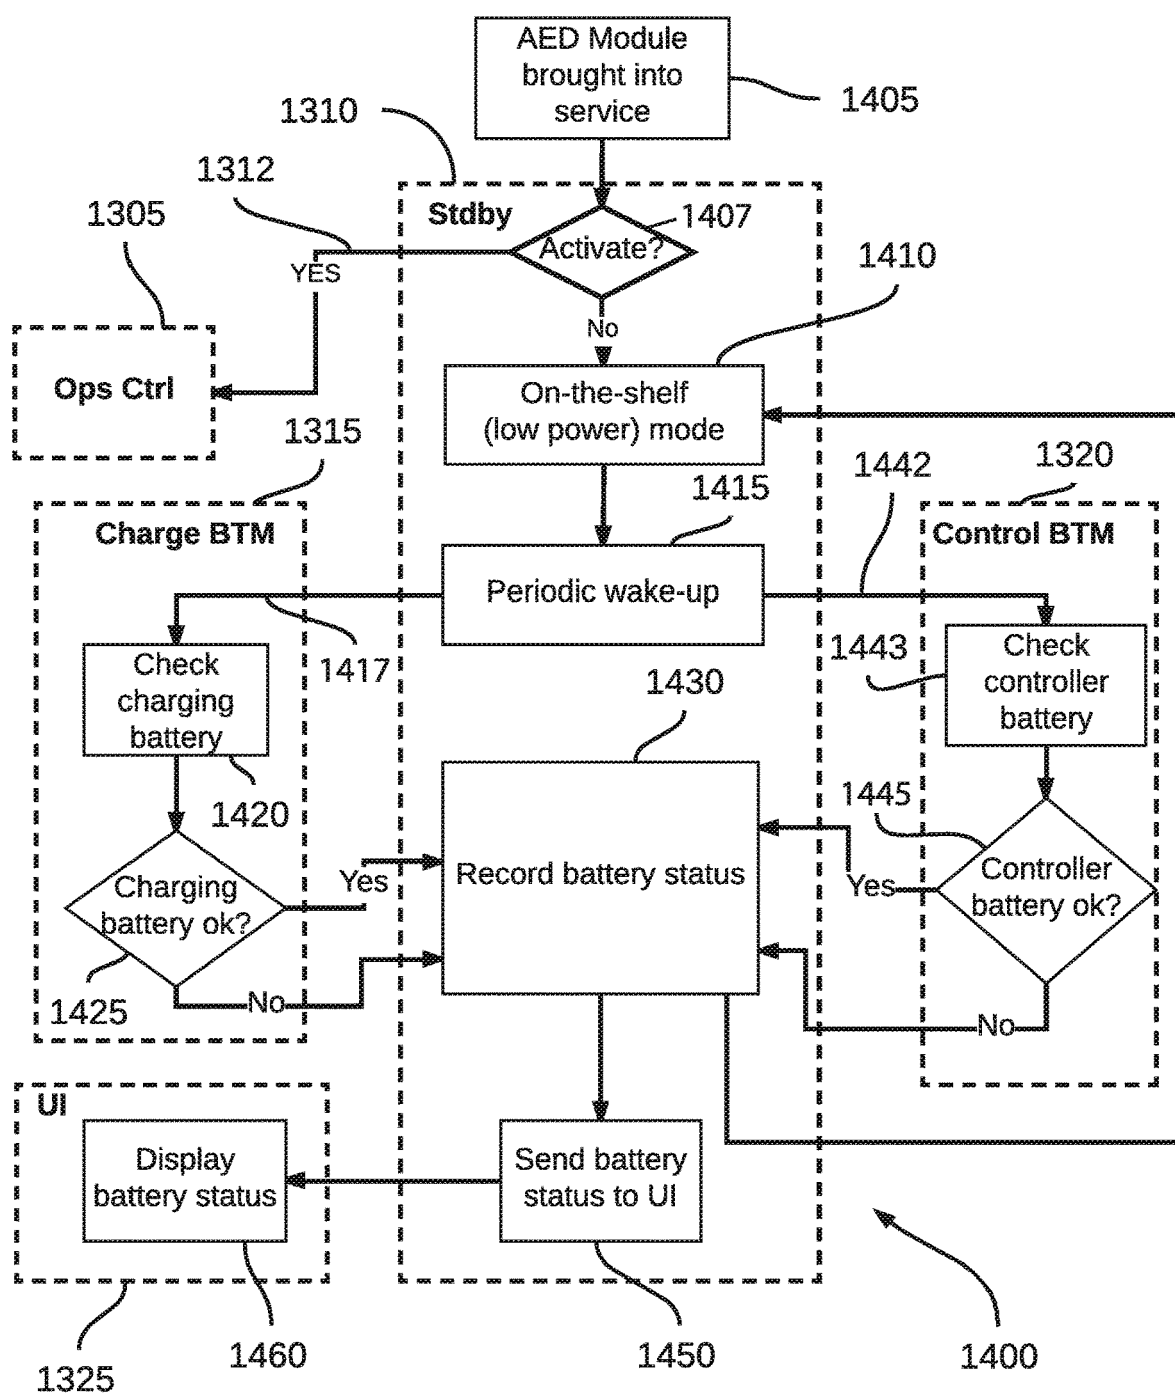 AED Module
brought into
service
1405
1310
1312
1305
Stdby
1407
Activate?
YES
1410
No
Ops Ctrl
On-the-shelf
(low power) mode
1315
1415
1442
1320
Charge BTM
Control BTM
Periodic wake-up
1417
1443
Check
charging
battery
Check
controller
battery
1430
1420
1445
Charging
battery ok?
Yes
Record battery status
Yes
Controller
battery ok?
1425
No
No
UI
Display
battery status
Send battery
status to UI
1325
1460
1450
1400